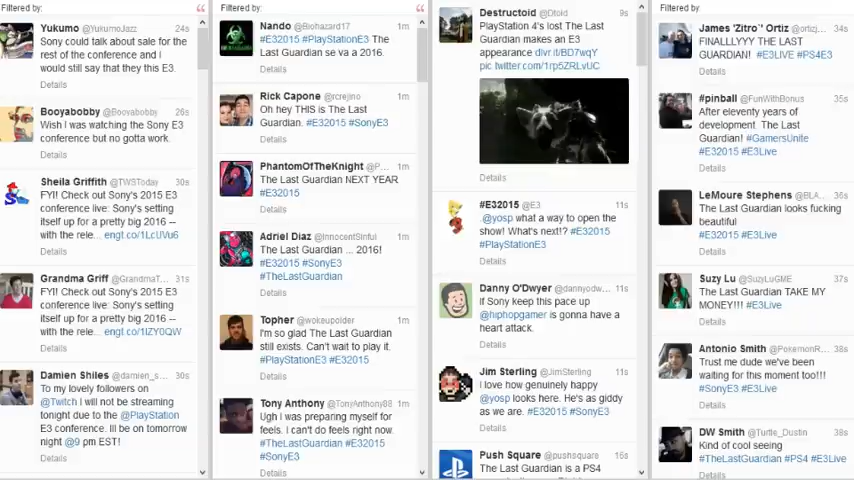 Filtered by:
Yukumo @YukumoJazz 24s
Sony could talk about sale for the
rest of the conference and I
would still say that they this E3.
Details
Booyabobby @Booyabobby 26s
Wish I was watching the Sony E3
conference but no gotta work.
Details
Sheila Griffith @TWSToday 30s
FYI! Check out Sony's 2015 E3
conference live: Sony's setting
itself up for a pretty big 2016 --
with the rele... engt.co/1LcUVu6
Details
Grandma Griff @GrandmaT... 31s
FYI! Check out Sony's 2015 E3
conference live: Sony's setting
itself up for a pretty big 2016 --
with the rele... engt.co/1IZY0QW
Details
Damien Shiles @damien_s... 30s
To my lovely followers on
@Twitch I will not be streaming
tonight due to the @PlayStation
E3 conference. Ill be on tomorrow
night @9 pm EST!
Details
Filtered by:
Nando @Biohazard17 1m
#E32015 #PlayStationE3 The
Last Guardian se va a 2016.
Details
Rick Capone @rcrejino 1m
Oh hey THIS is The Last
Guardian. #E32015 #SonyE3
Details
PhantomOfTheKnight @P... 1m
The Last Guardian NEXT YEAR
#E32015
Details
Adriel Diaz @InnocentSinful 1m
The Last Guardian ... 2016!
#E32015 #SonyE3
#TheLastGuardian
Details
Topher @wokeupolder 1m
I'm so glad The Last Guardian
still exists. Can't wait to play it.
#PlayStationE3 #E32015
Details
Tony Anthony @TonyAnthony88 1m
Ugh I was preparing myself for
feels. I can't do feels right now.
#TheLastGuardian #E32015
#SonyE3
Details
Destructoid @Dtoid 9s
PlayStation 4's lost The Last
Guardian makes an E3
appearance dlvr.it/BD7wqY
pic.twitter.com/1rp5ZRLvUC
Details
#E32015 @E3 11s
.@yosp what a way to open the
show! What's next!? #E32015
#PlayStationE3
Details
Danny O'Dwyer @dannyodw... 11s
If Sony keep this pace up
@hiphopgamer is gonna have a
heart attack.
Details
Jim Sterling @JimSterling 11s
I love how genuinely happy
@yosp looks here. He's as giddy
as we are. #E32015 #SonyE3
Details
Push Square @pushsquare 16s
The Last Guardian is a PS4
Filtered by:
James 'Zitro`' Ortiz @ortizj... 34s
FINALLLYYY THE LAST
GUARDIAN! #E3LIVE #PS4E3
Details
#pinball @FunWithBonus 35s
After eleventy years of
development The Last
Guardian! #GamersUnite
#E32015 #E3Live
Details
LeMoure Stephens @BLA... 36s
The Last Guardian looks fucking
beautiful
#E32015 #E3Live
Details
Suzy Lu @SuzyLuGME 37s
The Last Guardian TAKE MY
MONEY!!! #E3Live
Details
Antonio Smith @PokemonR... 38s
Trust me dude we've been
waiting for this moment too!!!
#SonyE3 #E3Live
Details
DW Smith @Turtle_Dustin 38s
Kind of cool seeing
#TheLastGuardian #PS4 #E3Live
Details